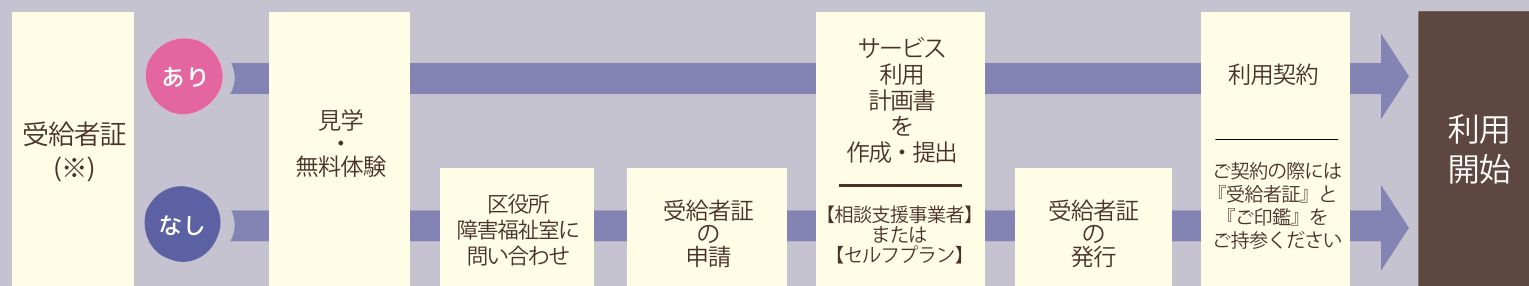 受給者証
(※)
あり
なし
見学
・
無料体験
区役所
障害福祉室に
問い合わせ
受給者証
の
申請
サービス
利用
計画書
を
作成・提出
【相談支援事業者】
または
【セルフプラン】
受給者証
の
発行
利用契約
ご契約の際には
『受給者証』と
『ご印鑑』を
ご持参ください
利用
開始